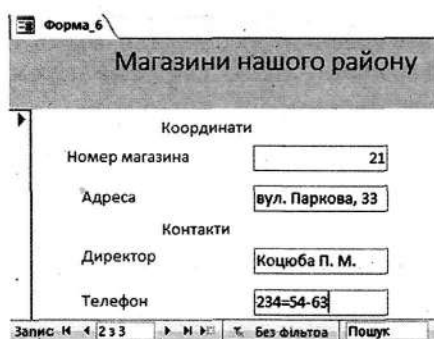 Форма_6
Магазини нашого району
Координати
Номер магазина 21
Адреса вул. Паркова, 33
Контакти
Директор Коцюба П. М.
Телефон 234=54-63
Запис 2 з 3 Без фільтра Пошук